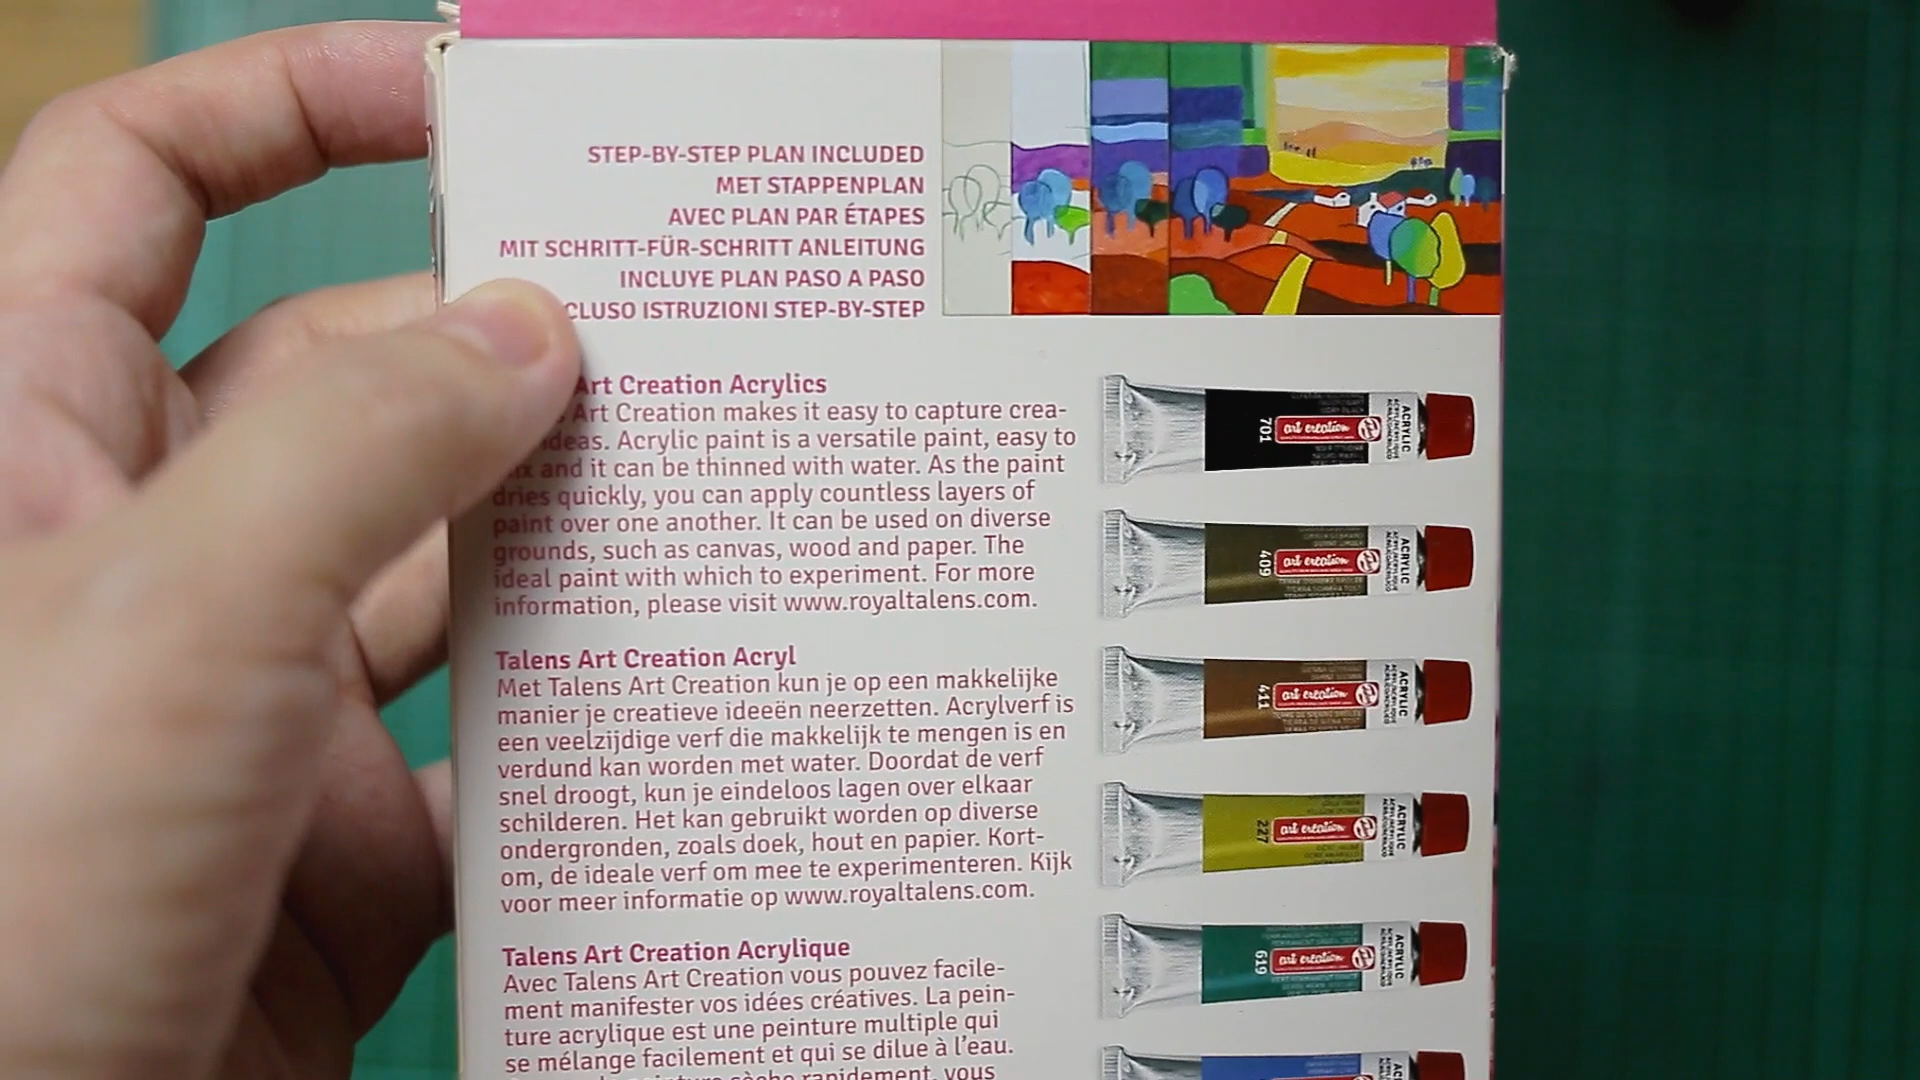 STEP-BY-STEP PLAN INCLUDED
MET STAPPENPLAN
AVEC PLAN PAR ÉTAPES
MIT SCHRITT-FÜR-SCHRITT ANLEITUNG
INCLUYE PLAN PASO A PASO
CLUSO ISTRUZIONI STEP-BY-STEP
Art Creation Acrylics
Art Creation makes it easy to capture crea-
ideas. Acrylic paint is a versatile paint, easy to
and it can be thinned with water. As the paint
dries quickly, you can apply countless layers of
paint over one another. It can be used on diverse
grounds, such as canvas, wood and paper. The
ideal paint with which to experiment. For more
information, please visit www.royaltalens.com.
Talens Art Creation Acryl
Met Talens Art Creation kun je op een makkelijke
manier je creatieve ideeën neerzetten. Acrylverf is
een veelzijdige verf die makkelijk te mengen is en
verdund kan worden met water. Doordat de verf
snel droogt, kun je eindeloos lagen over elkaar
schilderen. Het kan gebruikt worden op diverse
ondergronden, zoals doek, hout en papier. Kort-
om, de ideale verf om mee te experimenteren. Kijk
voor meer informatie op www.royaltalens.com.
Talens Art Creation Acrylique
Avec Talens Art Creation vous pouvez facile-
ment manifester vos idées créatives. La pein-
ture acrylique est une peinture multiple qui
se mélange facilement et qui se dilue à l'eau.
sèche rapidement, vous
701
art creation
ACRYLIC
409
art creation
ACRYLIC
411
art creation
ACRYLIC
227
art creation
ACRYLIC
619
art creation
ACRYLIC